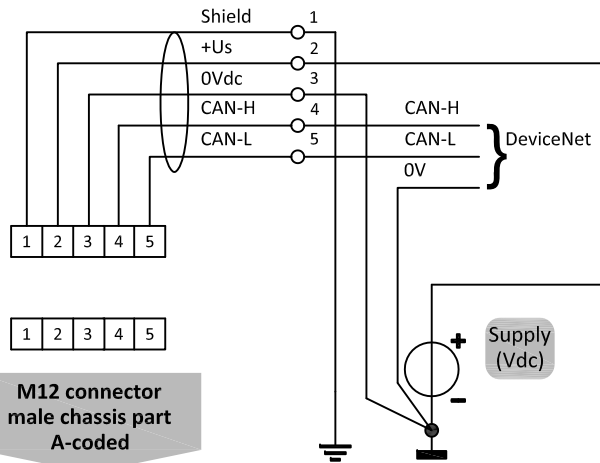 Shield 1
+Us 2
0Vdc 3
CAN-H 4 CAN-H
CAN-L 5 CAN-L DeviceNet
0V
1 2 3 4 5
1 2 3 4 5
+
Supply
(Vdc)
−
M12 connector
male chassis part
A-coded